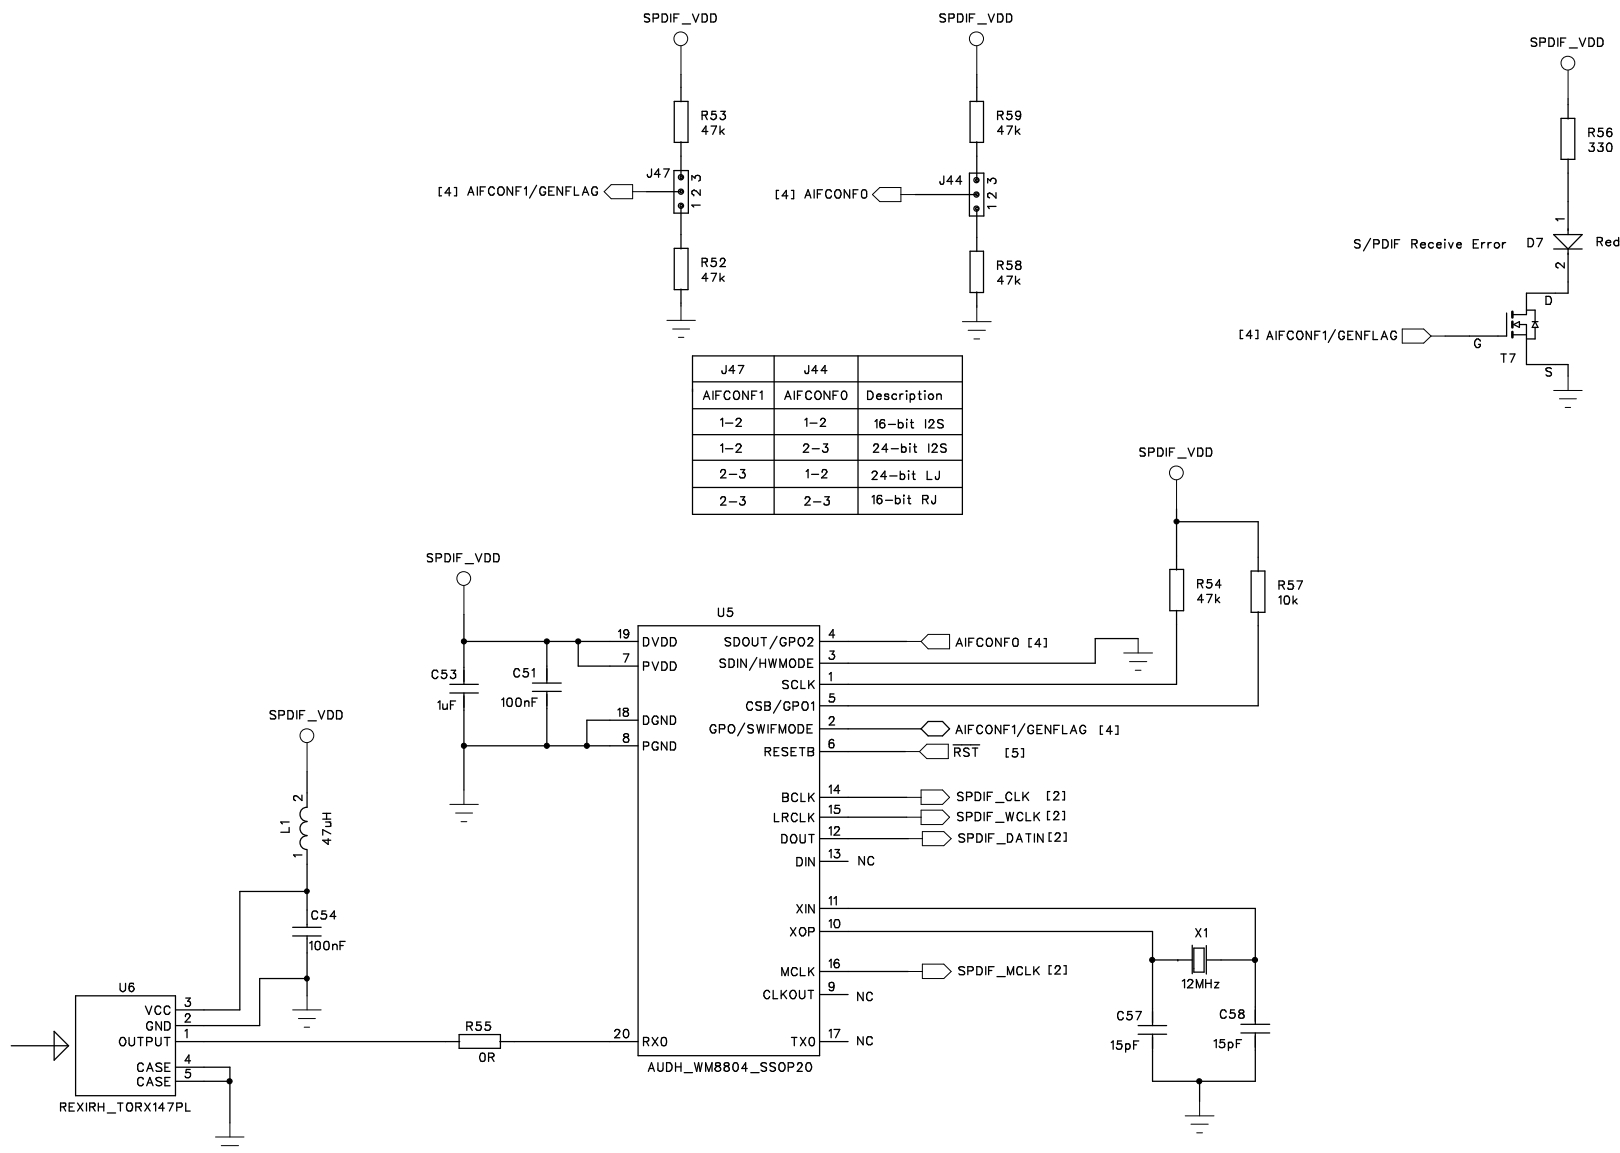 SPDIF_VDD
SPDIF_VDD
SPDIF_VDD
R53
47k
R59
47k
R56
330
J47
1 2 3
[4] AIFCONF1/GENFLAG
J44
1 2 3
[4] AIFCONF0
R52
47k
R58
47k
1
S/PDIF Receive Error D7 Red
2
D
[4] AIFCONF1/GENFLAG
G
T7
S
J47 J44
AIFCONF1 AIFCONF0 Description
1-2 1-2 16-bit I2S
1-2 2-3 24-bit I2S
2-3 1-2 24-bit LJ
2-3 2-3 16-bit RJ
SPDIF_VDD
R54
47k
R57
10k
SPDIF_VDD
U5
19 DVDD
7 PVDD
C53
1uF
C51
100nF
18 DGND
8 PGND
SDOUT/GPO2 4 AIFCONF0 [4]
SDIN/HWMODE 3
SCLK 1
CSB/GPO1 5
GPO/SWIFMODE 2 AIFCONF1/GENFLAG [4]
RESETB 6 RST [5]
BCLK 14 SPDIF_CLK [2]
LRCLK 15 SPDIF_WCLK [2]
DOUT 12 SPDIF_DATIN [2]
DIN 13 NC
XIN 11
XOP 10
MCLK 16 SPDIF_MCLK [2]
CLKOUT 9 NC
20 RX0
TX0 17 NC
AUDH_WM8804_SSOP20
X1
12MHz
C57
15pF
C58
15pF
SPDIF_VDD
2
L1
47uH
1
C54
100nF
U6
VCC 3
GND 2
OUTPUT 1
CASE 4
CASE 5
REXIRH_TORX147PL
R55
0R